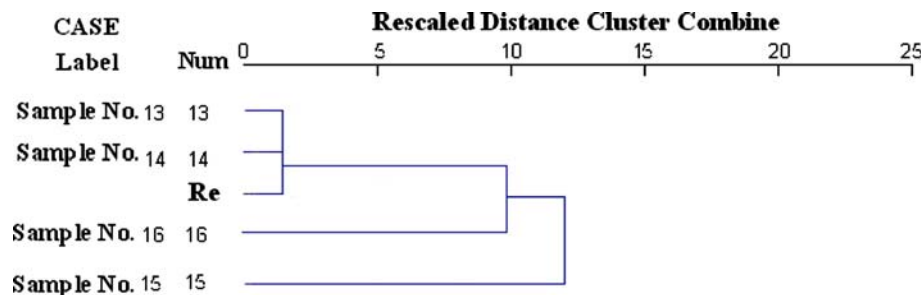 CASE Rescaled Distance Cluster Combine
Label Num 0 5 10 15 20 25
Sample No. 13 13
Sample No. 14 14
Re
Sample No. 16 16
Sample No. 15 15